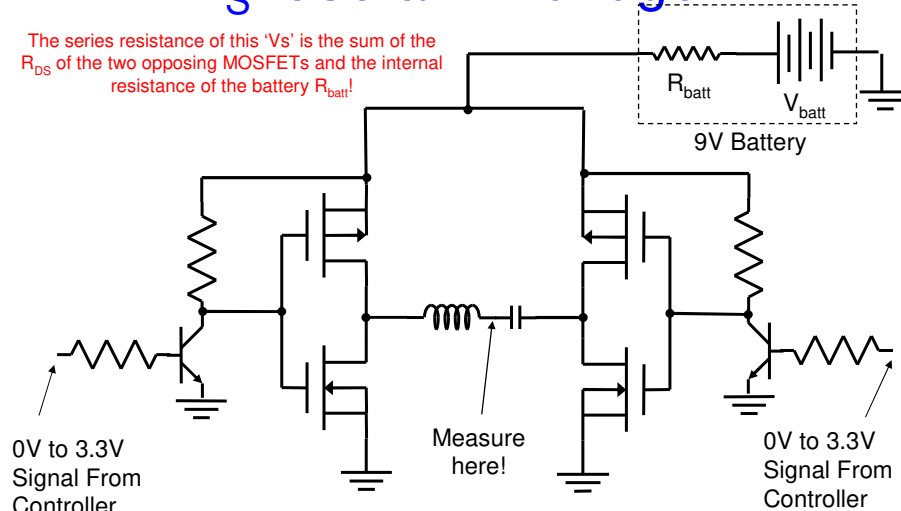 The series resistance of this ‘Vs’ is the sum of the
RDS of the two opposing MOSFETs and the internal
resistance of the battery Rbatt!
Rbatt
Vbatt
9V Battery
Measure
here!
0V to 3.3V
Signal From
Controller
0V to 3.3V
Signal From
Controller